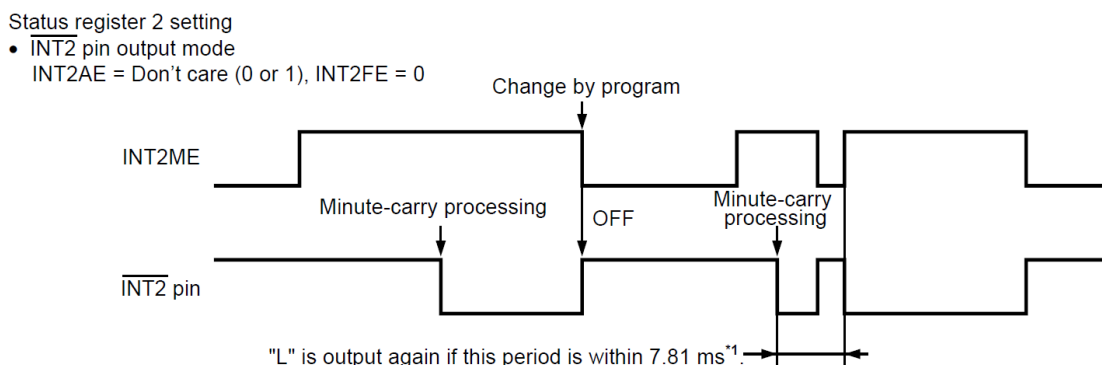 Status register 2 setting
• INT2 pin output mode
INT2AE = Don't care (0 or 1), INT2FE = 0
Change by program
INT2ME
Minute-carry processing
OFF
Minute-carry
processing
INT2 pin
"L" is output again if this period is within 7.81 ms*1.